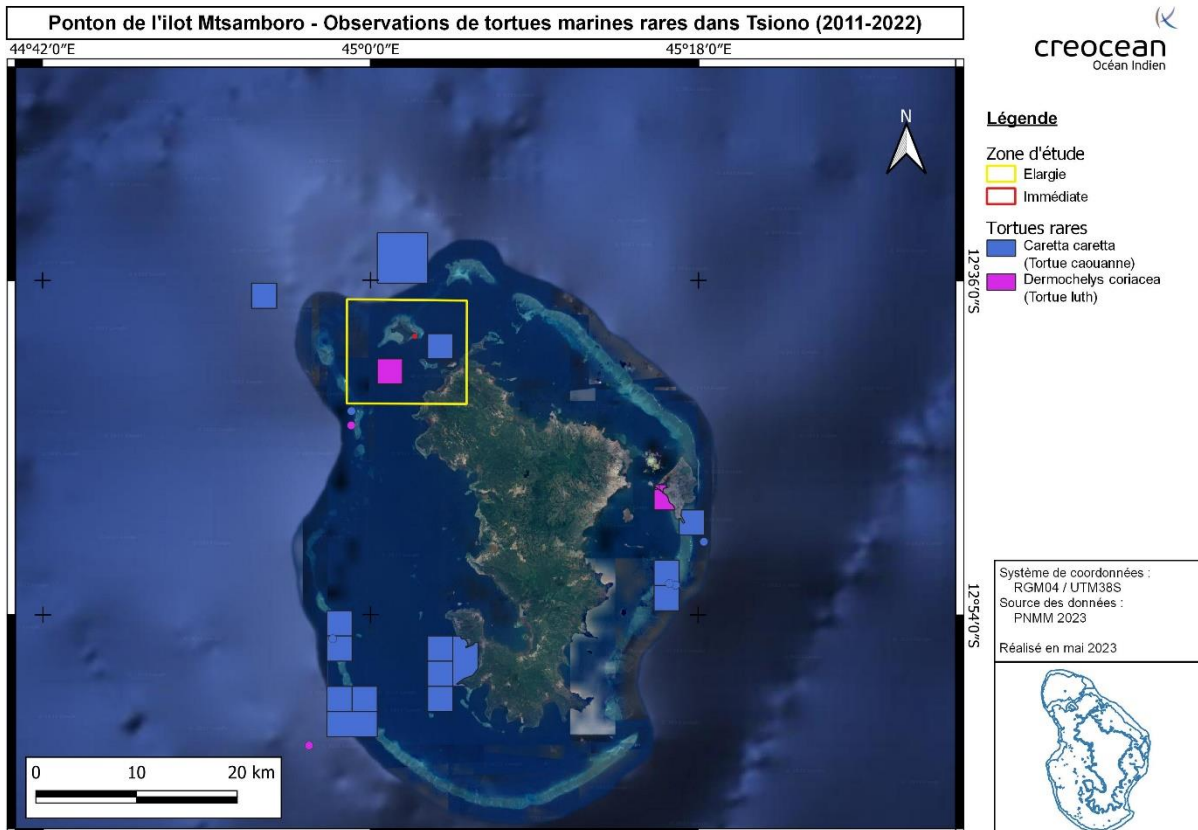 Ponton de l'ilot Mtsamboro - Observations de tortues marines rares dans Tsiono (2011-2022)
44°42'0"E
45°0'0"E
45°18'0"E
creocean
Océan Indien
N
Légende
Zone d'étude
Elargie
Immédiate
Tortues rares
Caretta caretta
(Tortue caouanne)
Dermochelys coriacea
(Tortue luth)
12°36'0"S
12°54'0"S
Système de coordonnées :
RGM04 / UTM38S
Source des données :
PNMM 2023
Réalisé en mai 2023
0 10 20 km